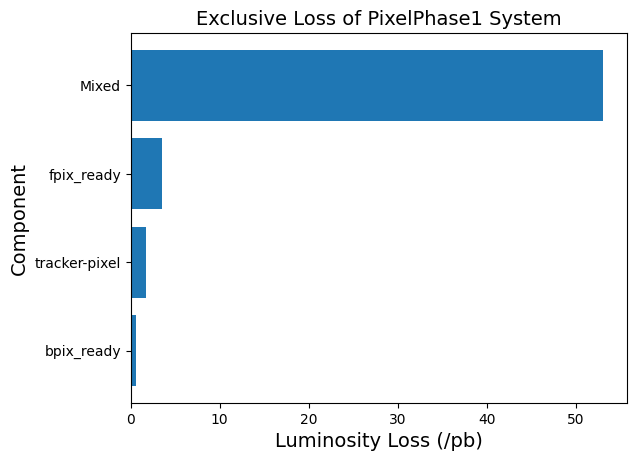 Exclusive Loss of PixelPhase1 System
Component
Mixed
fpix_ready
tracker-pixel
bpix_ready
0 10 20 30 40 50
Luminosity Loss (/pb)